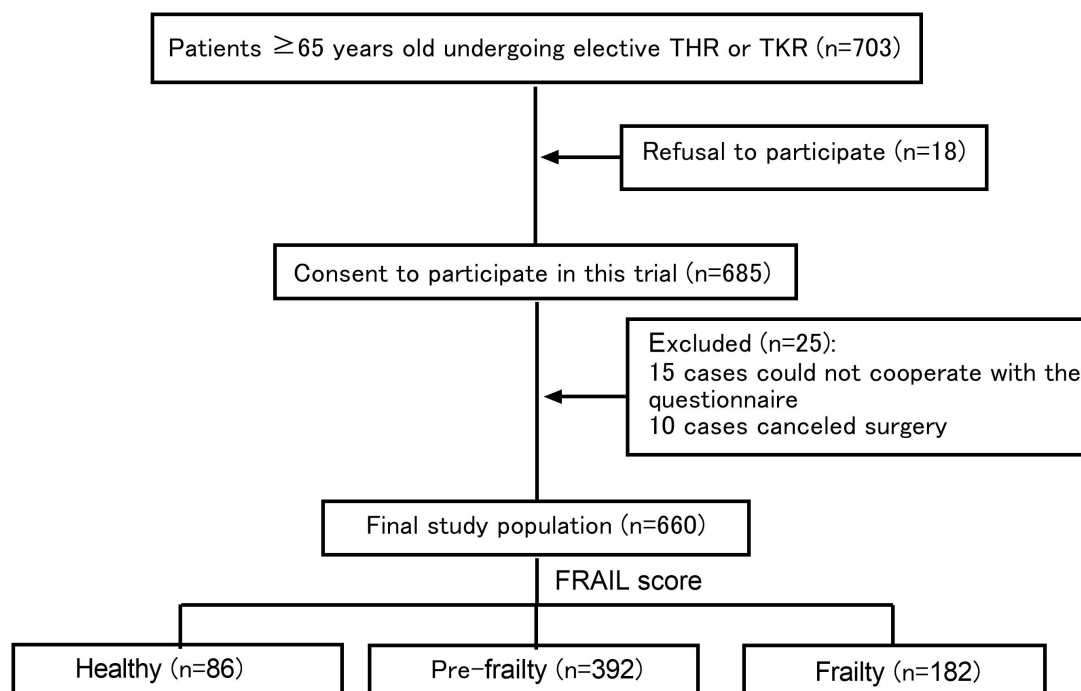 Patients ≥65 years old undergoing elective THR or TKR (n=703)
Refusal to participate (n=18)
Consent to participate in this trial (n=685)
Excluded (n=25):
15 cases could not cooperate with the
questionnaire
10 cases canceled surgery
Final study population (n=660)
FRAIL score
Healthy (n=86)
Pre-frailty (n=392)
Frailty (n=182)